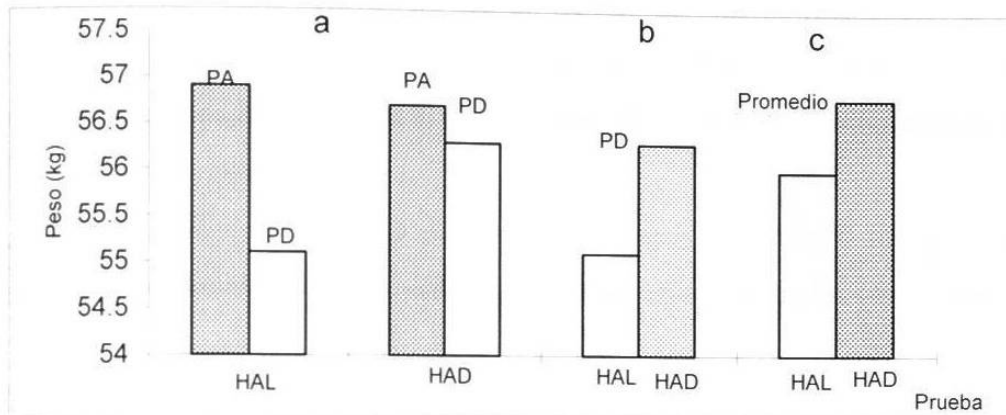 57.5
57
56.5
56
55.5
55
54.5
54
Peso (kg)
a
b
c
PA
PD
PA
PD
PD
Promedio
HAL
HAD
HAL
HAD
HAL
HAD
Prueba